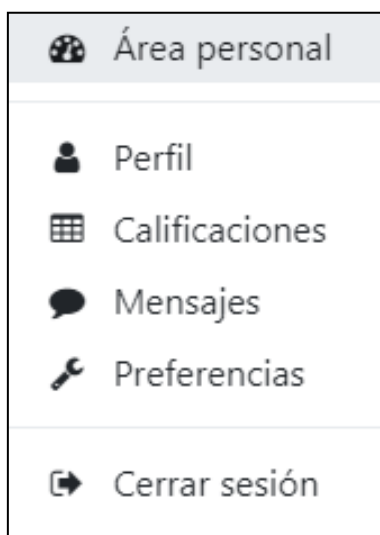 Área personal
Perfil
Calificaciones
Mensajes
Preferencias
Cerrar sesión